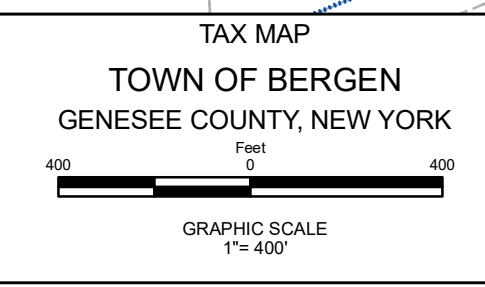 TAX MAP
TOWN OF BERGEN
GENESEE COUNTY, NEW YORK
Feet
400 0 400
GRAPHIC SCALE
1"= 400'